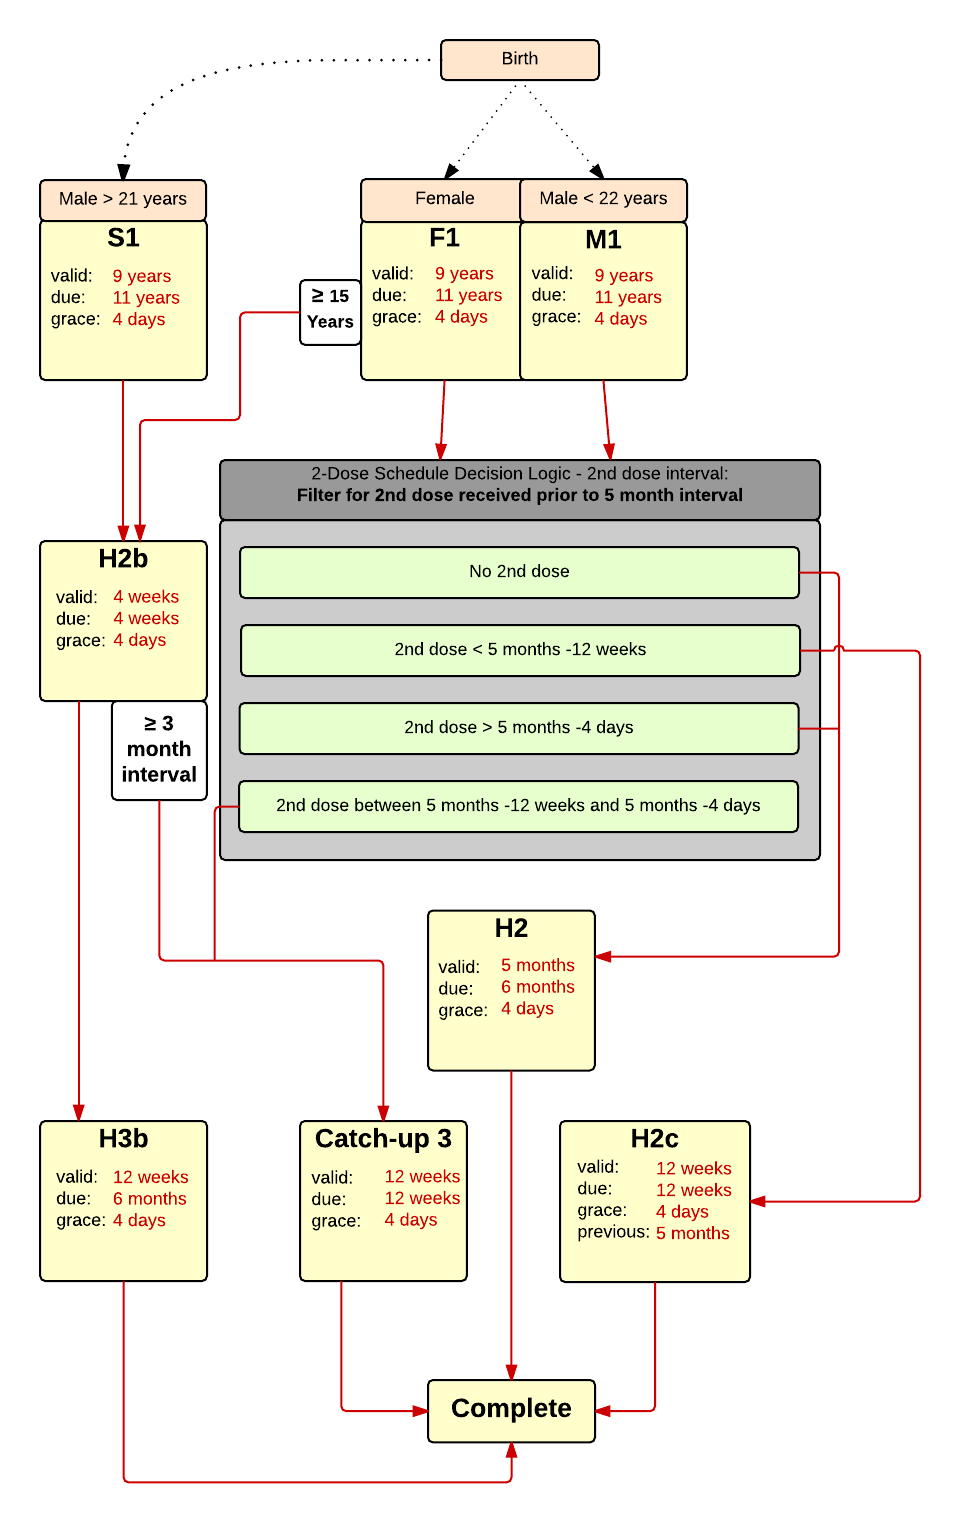 Birth
Male > 21 years
Female
Male < 22 years
S1
valid: 9 years
due: 11 years
grace: 4 days
≥ 15
Years
F1
valid: 9 years
due: 11 years
grace: 4 days
M1
valid: 9 years
due: 11 years
grace: 4 days
2-Dose Schedule Decision Logic - 2nd dose interval:
Filter for 2nd dose received prior to 5 month interval
No 2nd dose
2nd dose < 5 months -12 weeks
2nd dose > 5 months -4 days
2nd dose between 5 months -12 weeks and 5 months -4 days
H2b
valid: 4 weeks
due: 4 weeks
grace: 4 days
≥ 3
month
interval
H2
valid: 5 months
due: 6 months
grace: 4 days
H3b
valid: 12 weeks
due: 6 months
grace: 4 days
Catch-up 3
valid: 12 weeks
due: 12 weeks
grace: 4 days
H2c
valid: 12 weeks
due: 12 weeks
grace: 4 days
previous: 5 months
Complete